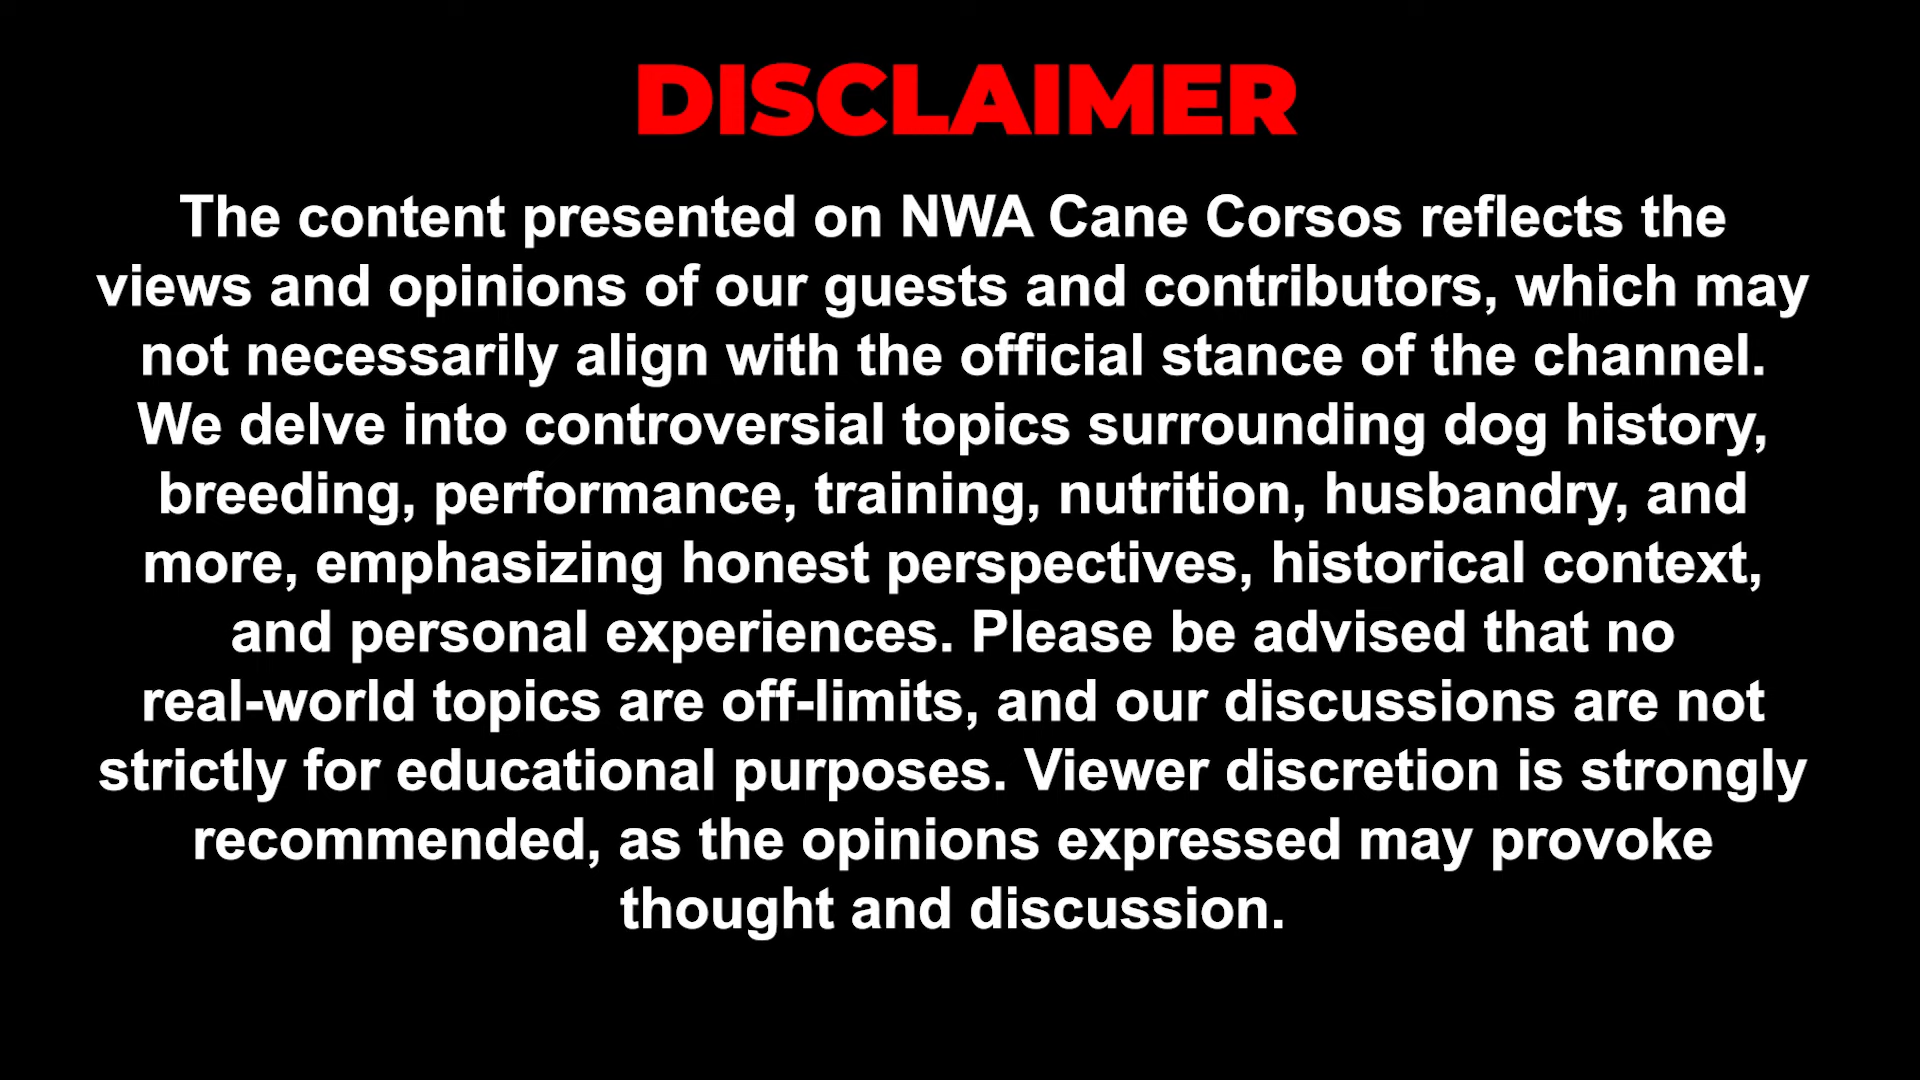 DISCLAIMER
The content presented on NWA Cane Corsos reflects the
views and opinions of our guests and contributors, which may
not necessarily align with the official stance of the channel.
We delve into controversial topics surrounding dog history,
breeding, performance, training, nutrition, husbandry, and
more, emphasizing honest perspectives, historical context,
and personal experiences. Please be advised that no
real-world topics are off-limits, and our discussions are not
strictly for educational purposes. Viewer discretion is strongly
recommended, as the opinions expressed may provoke
thought and discussion.